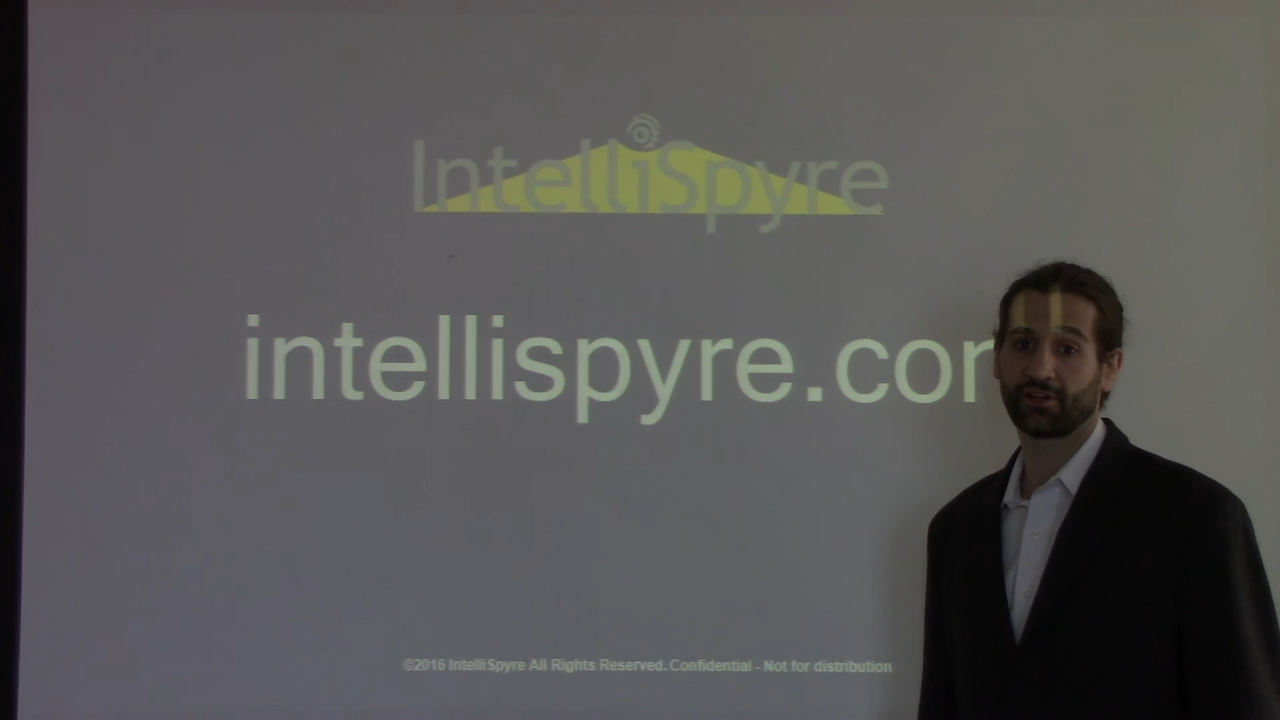 IntelliSpyre
intellispyre.com
©2016 IntelliSpyre All Rights Reserved. Confidential - Not for distribution